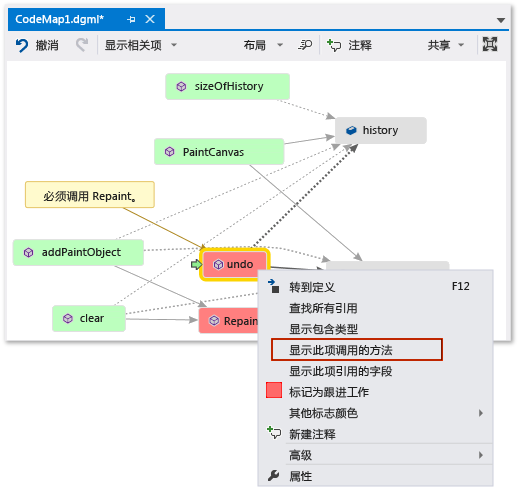 CodeMap1.dgml*
撤消 显示相关项 布局 注释 共享
sizeOfHistory
history
PaintCanvas
必须调用 Repaint。
addPaintObject
undo
clear
Repain
转到定义 F12
查找所有引用
显示包含类型
显示此项调用的方法
显示此项引用的字段
标记为跟进工作
其他标志颜色
新建注释
高级
属性